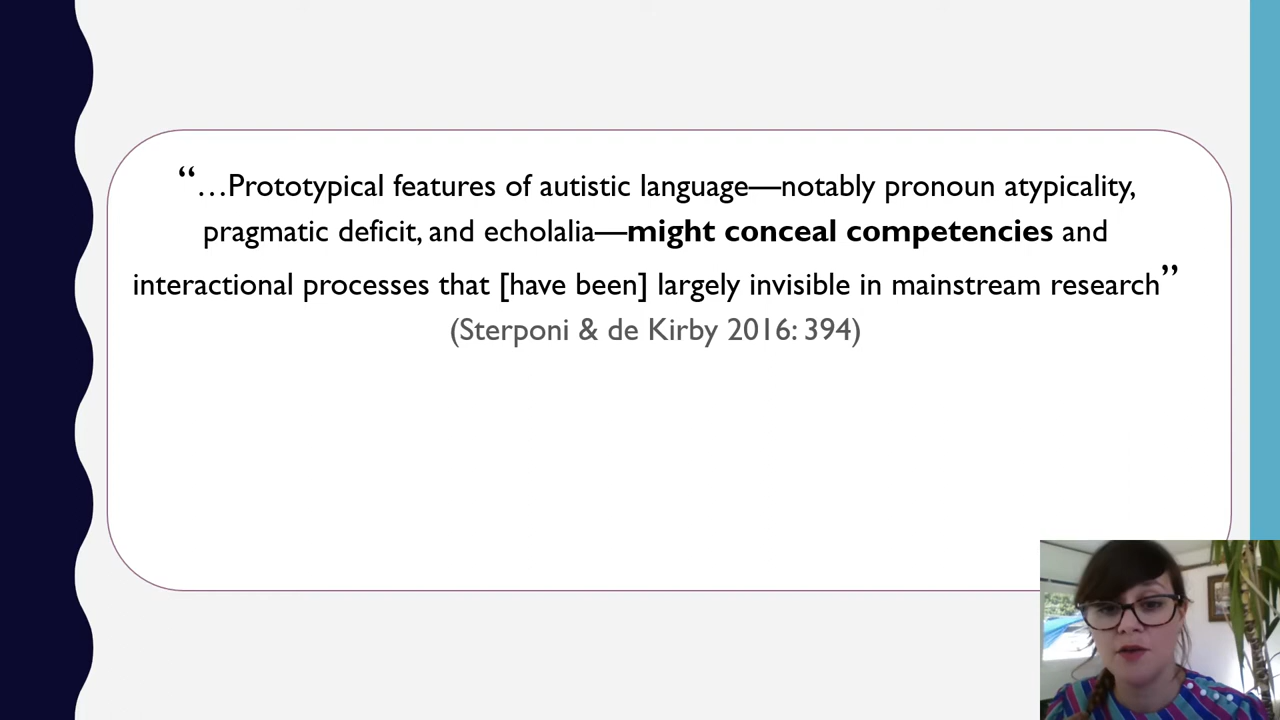 “…Prototypical features of autistic language—notably pronoun atypicality,
pragmatic deficit, and echolalia—might conceal competencies and
interactional processes that [have been] largely invisible in mainstream research”
(Sterponi & de Kirby 2016: 394)